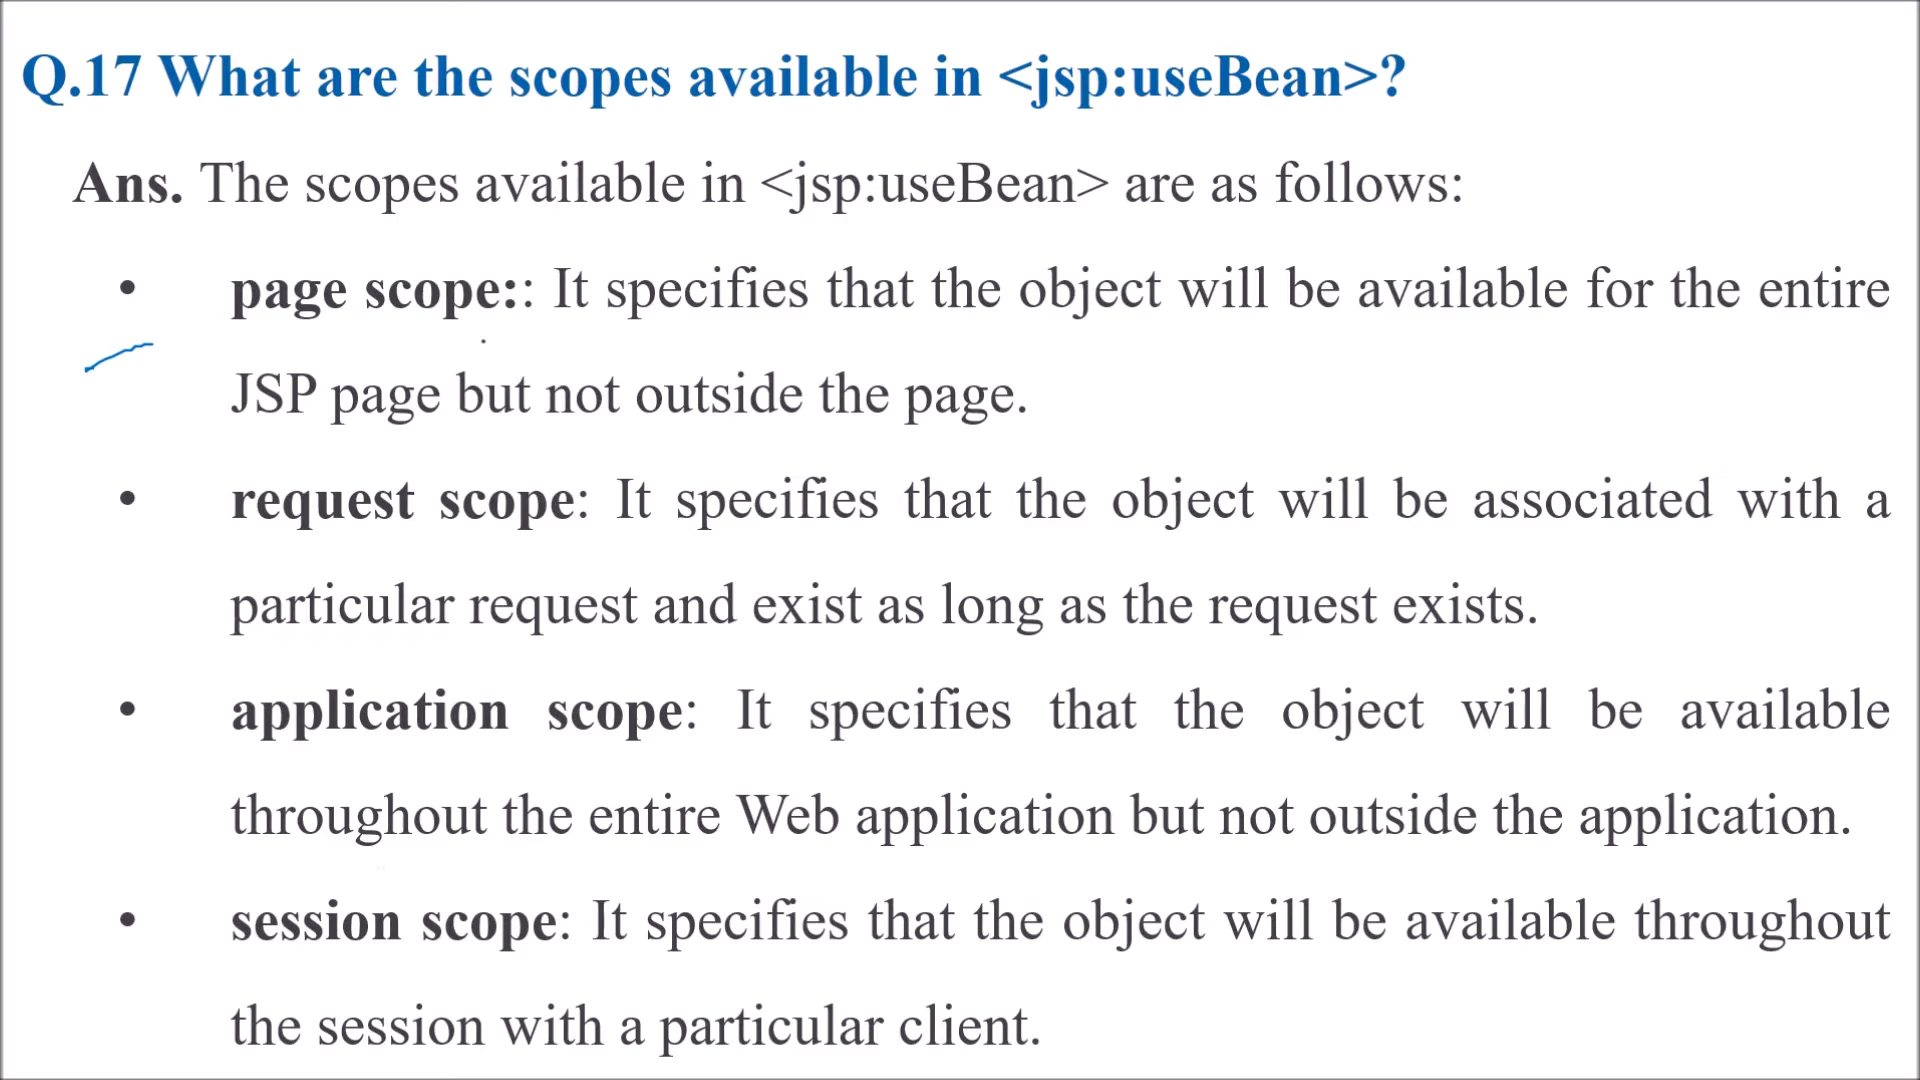 Q.17 What are the scopes available in <jsp:useBean>?
Ans. The scopes available in <jsp:useBean> are as follows:
• page scope:: It specifies that the object will be available for the entire
JSP page but not outside the page.
• request scope: It specifies that the object will be associated with a
particular request and exist as long as the request exists.
• application scope: It specifies that the object will be available
throughout the entire Web application but not outside the application.
• session scope: It specifies that the object will be available throughout
the session with a particular client.